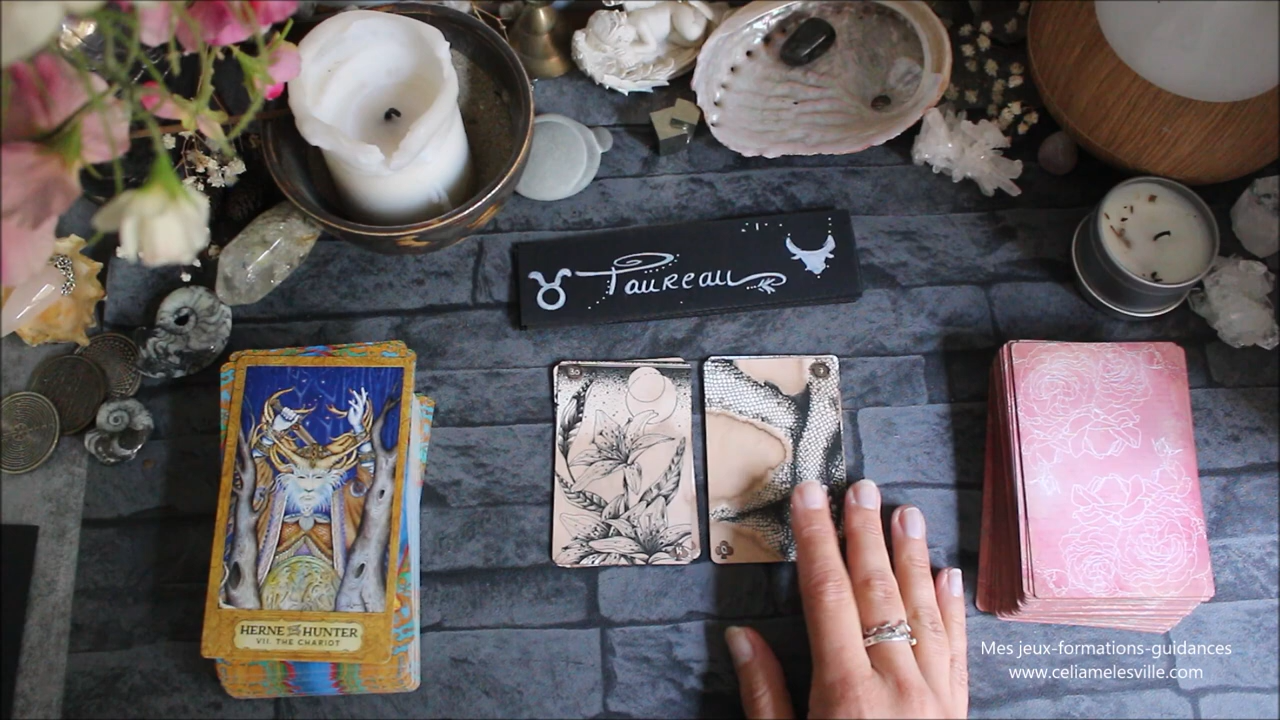 Taureau
HERNE THE HUNTER
VII. THE CHARIOT
Mes jeux-formations-guidances
www.celiamelesville.com